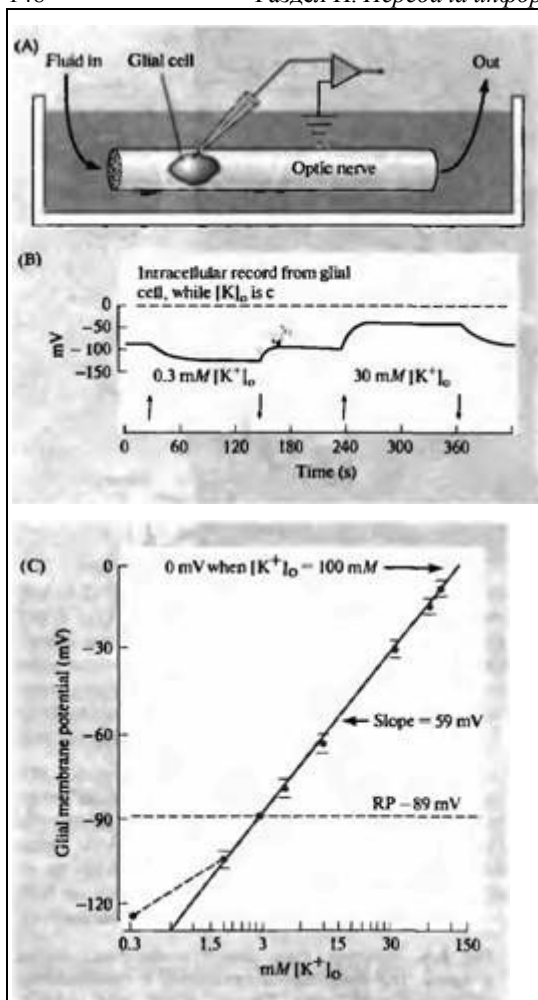 Раздел II. Передача
(A)
Fluid in
Glial cell
Out
Optic nerve
(B)
Intracellular record from glial
cell, while [K]o is c
0
−50
−100
−150
mV
0.3 mM [K+]o
30 mM [K+]o
0 60 120 180 240 300 360
Time (s)
(C)
0 mV when [K+]O = 100 mM
0
−30
−60
−90
−120
Glial membrane potential (mV)
Slope = 59 mV
RP −89 mV
0.3 1.5 3 15 30 150
mM [K+]O